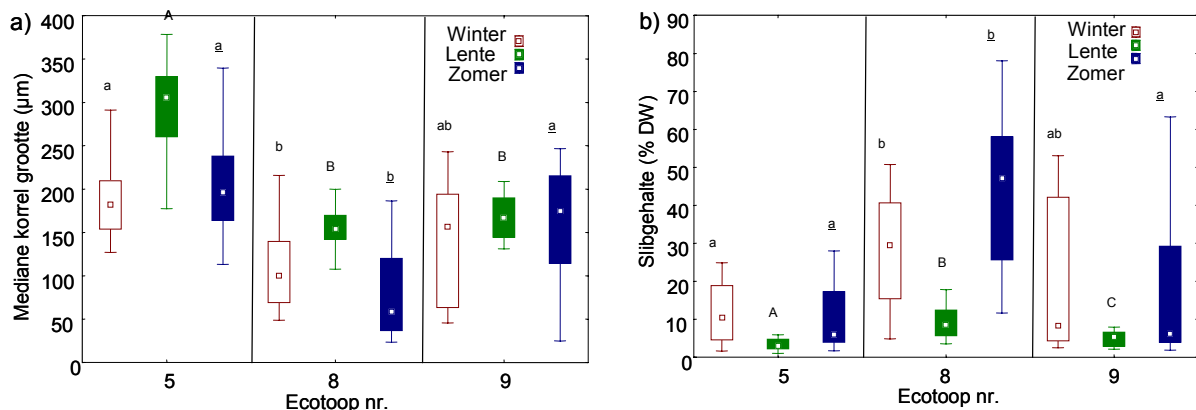 a)
Mediane korrel grootte (µm)
400
350
300
250
200
150
100
50
0
a
A
a
b
B
b
ab
B
a
Winter
Lente
Zomer
5
8
9
Ecotoop nr.
b)
Slibgehalte (% DW)
90
80
70
60
50
40
30
20
10
0
a
A
a
b
B
b
ab
C
a
Winter
Lente
Zomer
5
8
9
Ecotoop nr.